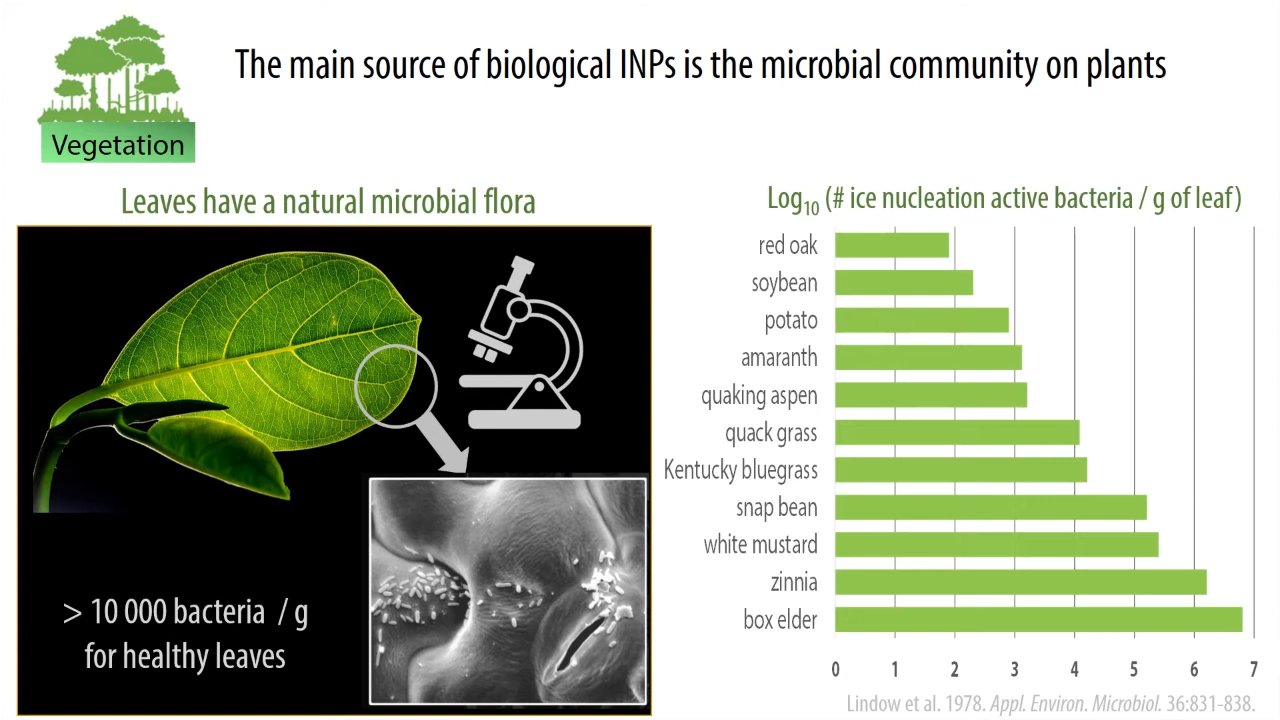 The main source of biological INPs is the microbial community on plants
Vegetation
Leaves have a natural microbial flora
> 10 000 bacteria / g
for healthy leaves
Log10 (# ice nucleation active bacteria / g of leaf)
red oak
soybean
potato
amaranth
quaking aspen
quack grass
Kentucky bluegrass
snap bean
white mustard
zinnia
box elder
0 1 2 3 4 5 6 7
Lindow et al. 1978. Appl. Environ. Microbiol. 36:831-838.